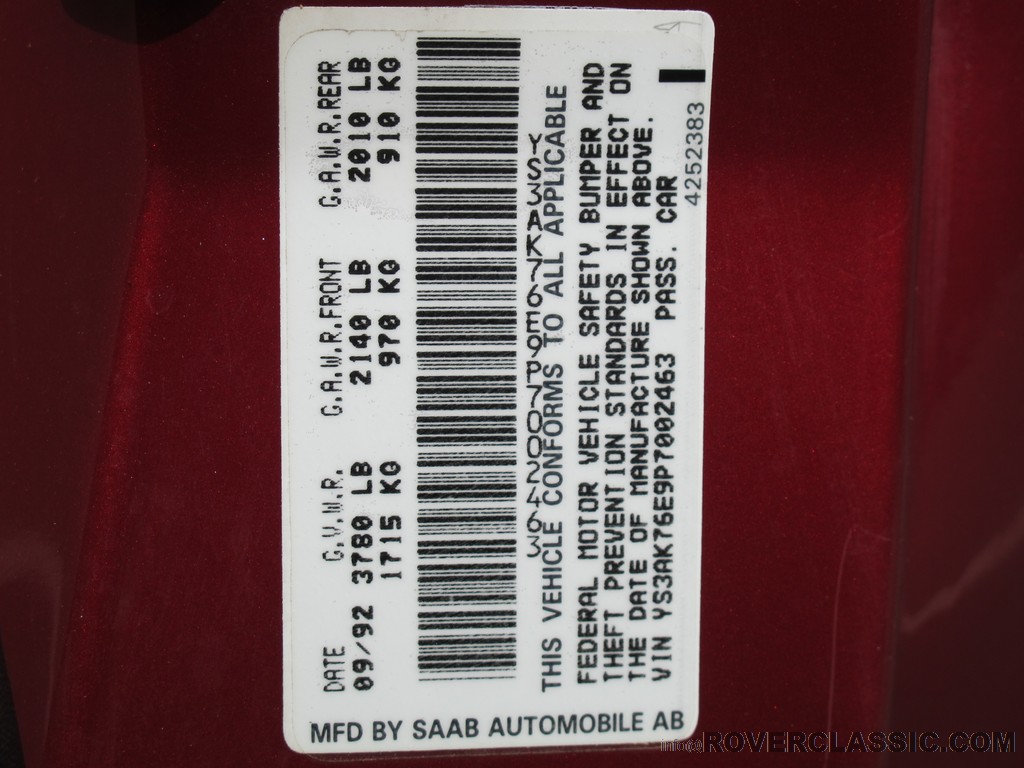 MFD BY SAAB AUTOMOBILE AB
DATE G.V.W.R. G.A.W.R.FRONT G.A.W.R.REAR
09/92 3780 LB 2140 LB 2010 LB
1715 KG 970 KG 910 KG
YS3AK76E9P7002463
THIS VEHICLE CONFORMS TO ALL APPLICABLE
FEDERAL MOTOR VEHICLE SAFETY BUMPER AND
THEFT PREVENTION STANDARDS IN EFFECT ON
THE DATE OF MANUFACTURE SHOWN ABOVE.
VIN YS3AK76E9P7002463 PASS. CAR
4252383
info@ROVERCLASSIC.COM